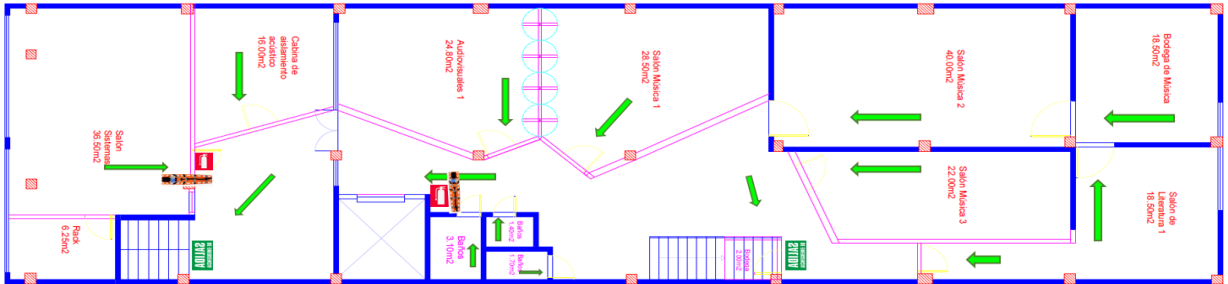 Cabina de
aislamiento
acústico
16.00m2
Audiovisuales 1
24.80m2
Salón Música 1
28.50m2
Salón Música 2
40.00m2
Bodega de Música
18.50m2
Salón
Sistemas
36.50m2
Salón Música 3
22.00m2
Salón de
Literatura 1
18.50m2
Rack
6.25m2
Baños
3.10m2
Baños
1.40m2
Baños
1.70m2
Bodega
2.00m2
SALIDA
SALIDA